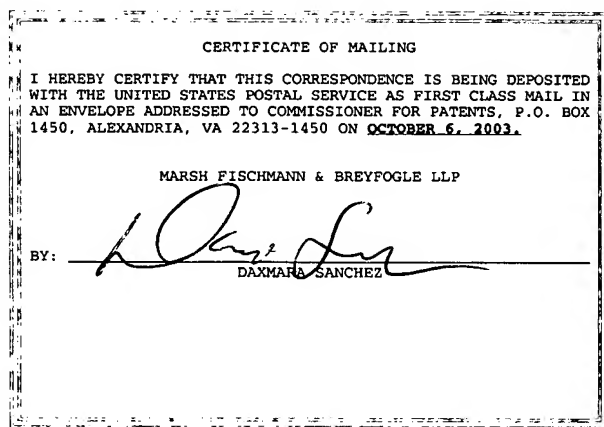 CERTIFICATE OF MAILING
I HEREBY CERTIFY THAT THIS CORRESPONDENCE IS BEING DEPOSITED
WITH THE UNITED STATES POSTAL SERVICE AS FIRST CLASS MAIL IN
AN ENVELOPE ADDRESSED TO COMMISSIONER FOR PATENTS, P.O. BOX
1450, ALEXANDRIA, VA 22313-1450 ON OCTOBER 6, 2003.
MARSH FISCHMANN & BREYFOGLE LLP
BY:
DAXMARA SANCHEZ